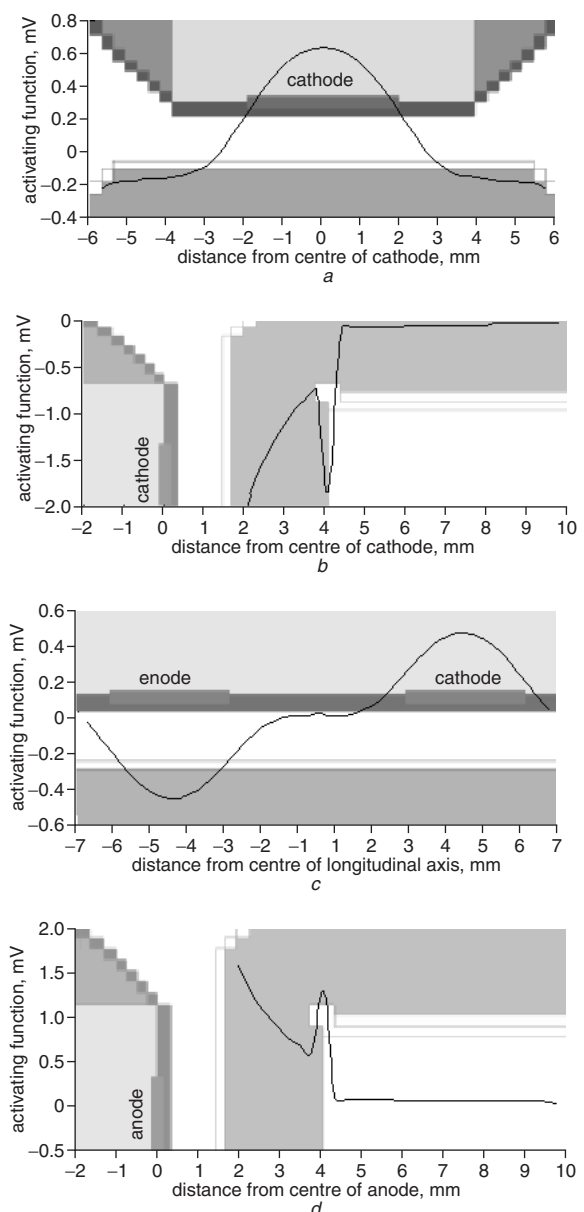 activating function, mV
0.8
0.6
0.4
0.2
0
−0.2
−0.4
cathode
−6 −5 −4 −3 −2 −1 0 1 2 3 4 5 6
distance from centre of cathode, mm
a
activating function, mV
0
−0.5
−1.0
−1.5
−2.0
cathode
−2 −1 0 1 2 3 4 5 6 7 8 9 10
distance from centre of cathode, mm
b
activating function, mV
0.6
0.4
0.2
0
−0.2
−0.4
−0.6
enode
cathode
−7 −6 −5 −4 −3 −2 −1 1 2 3 4 5 6 7
distance from centre of longitudinal axis, mm
c
activating function, mV
2.0
1.5
1.0
0.5
0
−0.5
anode
−2 −1 0 1 2 3 4 5 6 7 8 9 10
distance from centre of anode, mm
d